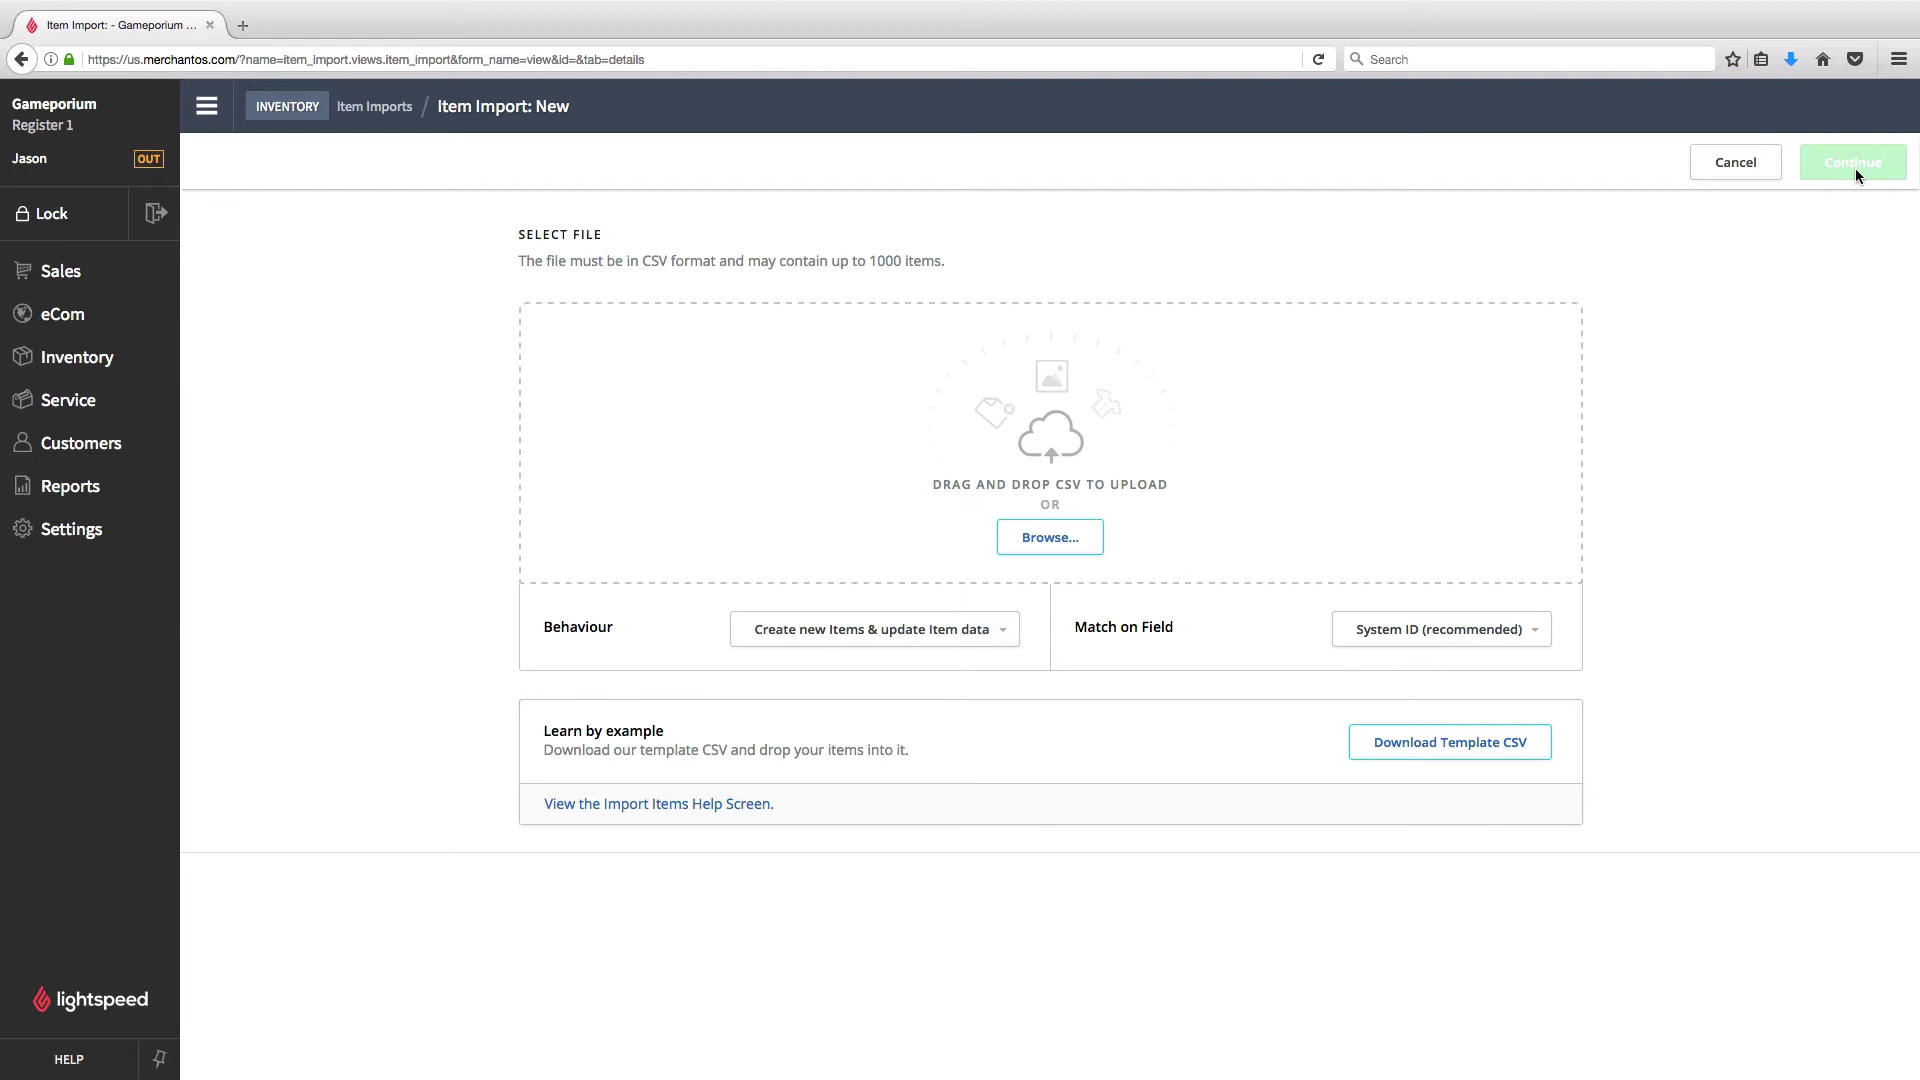 Item Import: - Gameporium ...
https://us.merchantos.com/?name=item_import.views.item_import&form_name=view&id=&tab=details
Search
Gameporium
Register 1
Jason
OUT
Lock
Sales
eCom
Inventory
Service
Customers
Reports
Settings
lightspeed
HELP
INVENTORY Item Imports / Item Import: New
Cancel
Continue
SELECT FILE
The file must be in CSV format and may contain up to 1000 items.
DRAG AND DROP CSV TO UPLOAD
OR
Browse...
Behaviour
Create new Items & update Item data
Match on Field
System ID (recommended)
Learn by example
Download our template CSV and drop your items into it.
Download Template CSV
View the Import Items Help Screen.